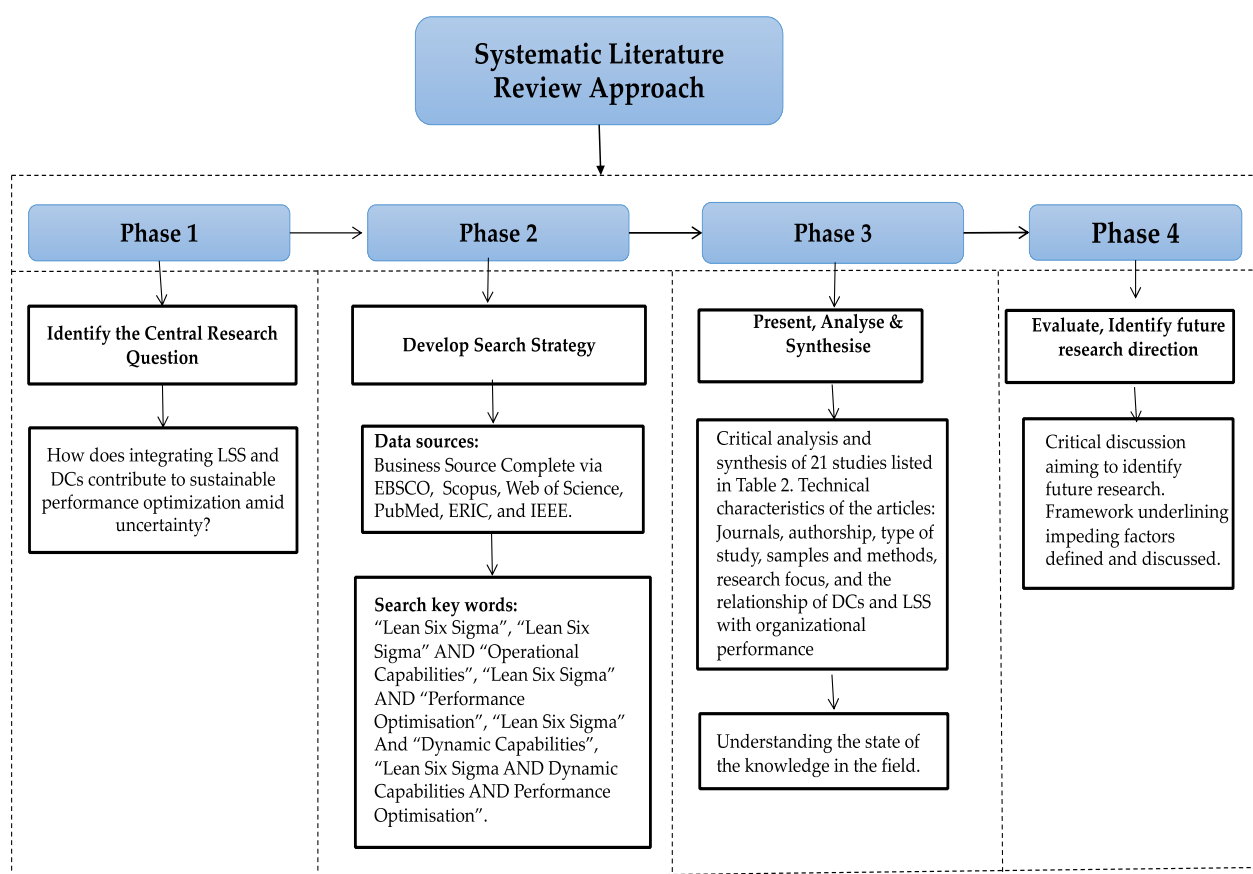 Systematic Literature
Review Approach
Phase 1
Phase 2
Phase 3
Phase 4
Identify the Central Research
Question
How does integrating LSS and
DCs contribute to sustainable
performance optimization amid
uncertainty?
Develop Search Strategy
Data sources:
Business Source Complete via
EBSCO, Scopus, Web of Science,
PubMed, ERIC, and IEEE.
Search key words:
“Lean Six Sigma”, “Lean Six
Sigma” AND “Operational
Capabilities”, “Lean Six Sigma”
AND “Performance
Optimisation”, “Lean Six Sigma”
And “Dynamic Capabilities”,
“Lean Six Sigma AND Dynamic
Capabilities AND Performance
Optimisation”.
Present, Analyse &
Synthesise
Critical analysis and
synthesis of 21 studies listed
in Table 2. Technical
characteristics of the articles:
Journals, authorship, type of
study, samples and methods,
research focus, and the
relationship of DCs and LSS
with organizational
performance
Understanding the state of
the knowledge in the field.
Evaluate, Identify future
research direction
Critical discussion
aiming to identify
future research.
Framework underlining
impeding factors
defined and discussed.